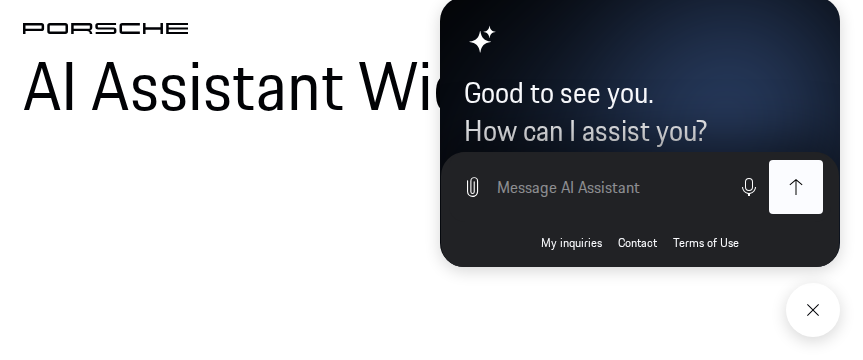 PORSCHE
AI Assistant Wi
Good to see you.
How can I assist you?
Message AI Assistant
My inquiries Contact Terms of Use